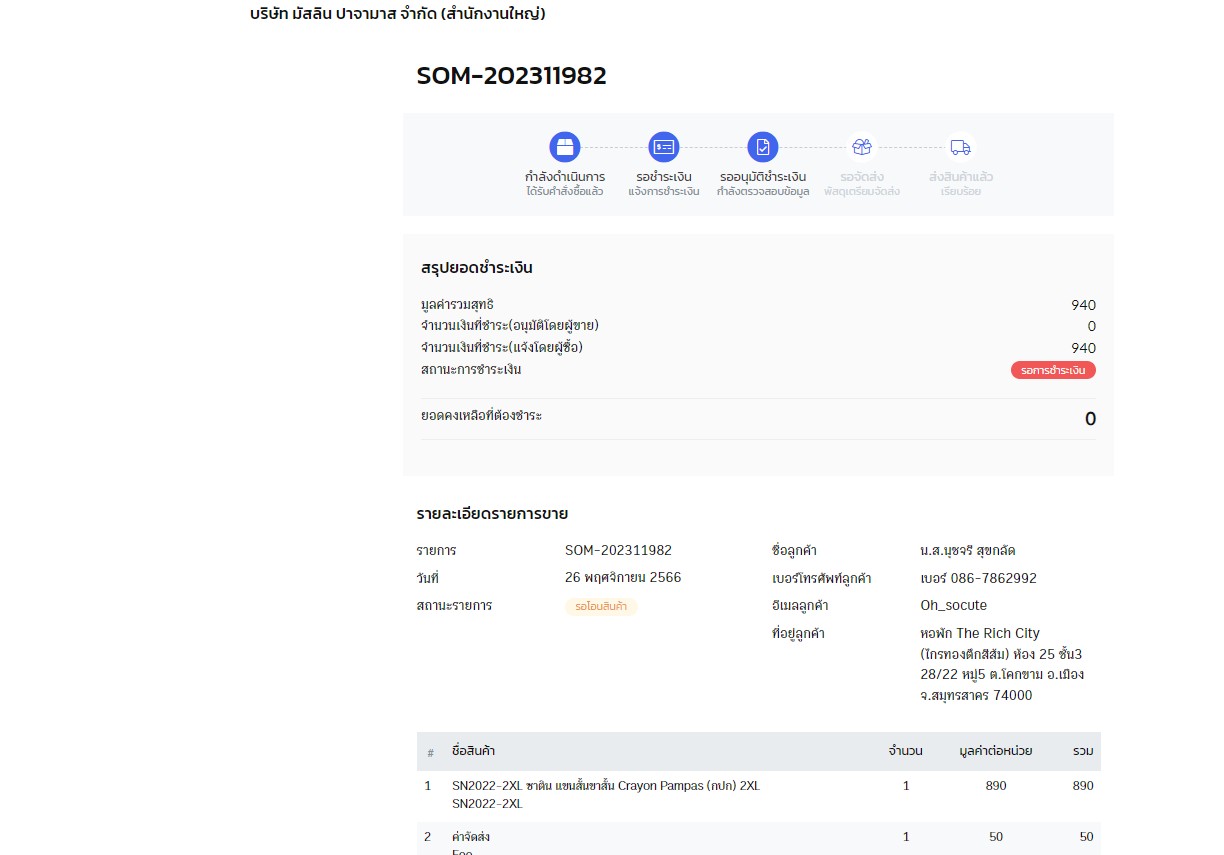 บริษัท มัสลิน ปาจามาส จำกัด (สำนักงานใหญ่)
SOM-202311982
กำลังดำเนินการ
ได้รับคำสั่งซื้อแล้ว
รอชำระเงิน
แจ้งการชำระเงิน
รออนุมัติชำระเงิน
กำลังตรวจสอบข้อมูล
รอจัดส่ง
พัสดุเตรียมจัดส่ง
ส่งสินค้าแล้ว
เรียบร้อย
สรุปยอดชำระเงิน
มูลค่ารวมสุทธิ 940
จำนวนเงินที่ชำระ(อนุมัติโดยผู้ขาย) 0
จำนวนเงินที่ชำระ(แจ้งโดยผู้ซื้อ) 940
สถานะการชำระเงิน รอการชำระเงิน
ยอดคงเหลือที่ต้องชำระ 0
รายละเอียดรายการขาย
รายการ SOM-202311982
วันที่ 26 พฤศจิกายน 2566
สถานะรายการ รอโอนสินค้า
ชื่อลูกค้า น.ส.นุชจรี สุขกลัด
เบอร์โทรศัพท์ลูกค้า เบอร์ 086-7862992
อีเมลลูกค้า Oh_socute
ที่อยู่ลูกค้า หอพัก The Rich City
(ไกรทองตึกสีส้ม) ห้อง 25 ชั้น3
28/22 หมู่5 ต.โคกขาม อ.เมือง
จ.สมุทรสาคร 74000
# ชื่อสินค้า จำนวน มูลค่าต่อหน่วย รวม
1 SN2022-2XL ซาติน แขนสั้นขาสั้น Crayon Pampas (กปก) 2XL 1 890 890
SN2022-2XL
2 ค่าจัดส่ง 1 50 50